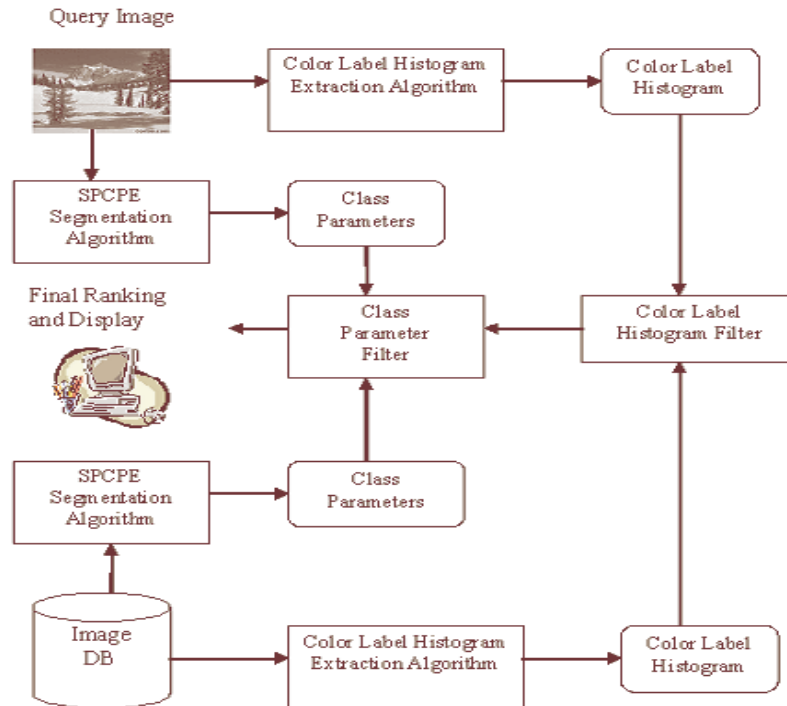 Query Image
Color Label Histogram
Extraction Algorithm
Color Label
Histogram
SPCPE
Segmentation
Algorithm
Class
Parameters
Final Ranking
and Display
Class
Parameter
Filter
Color Label
Histogram Filter
SPCPE
Segmentation
Algorithm
Class
Parameters
Image
DB
Color Label Histogram
Extraction Algorithm
Color Label
Histogram